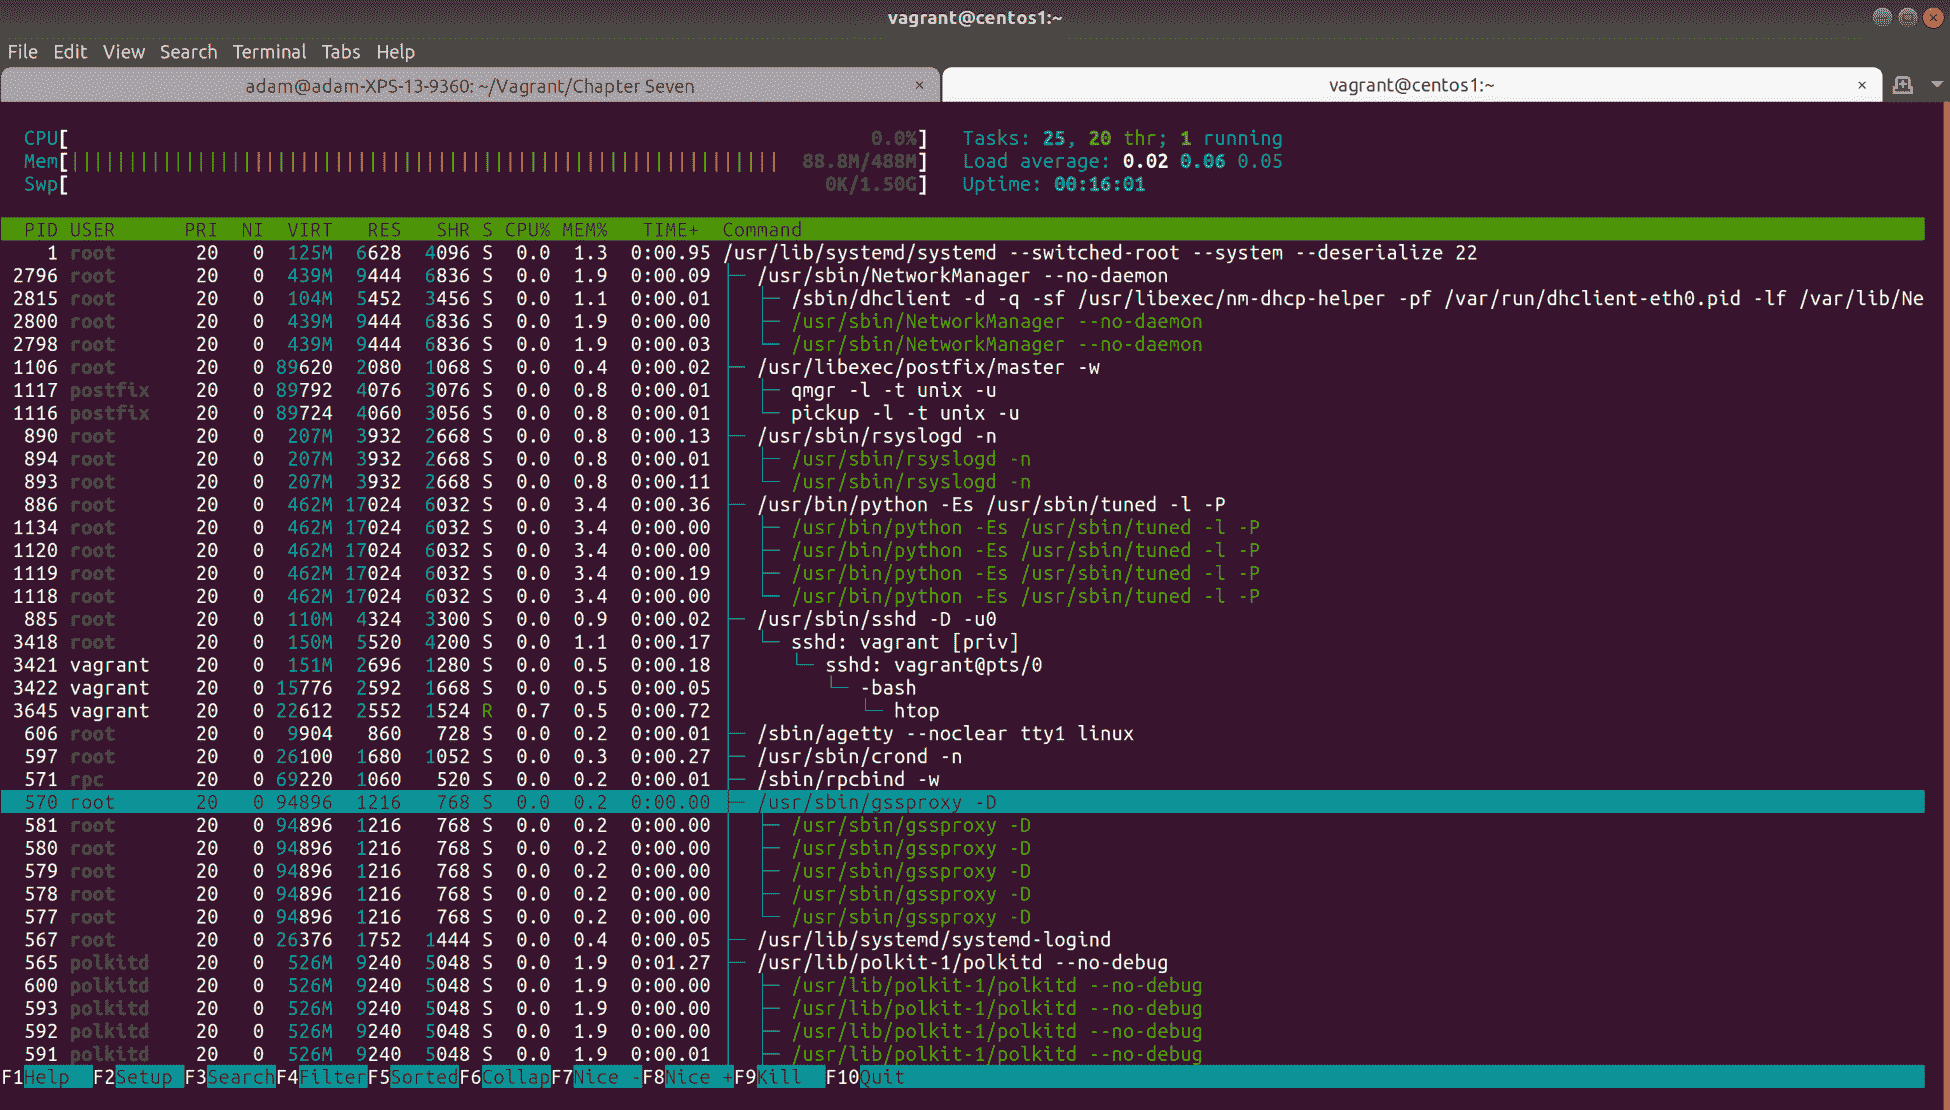 vagrant@centos1:~
File Edit View Search Terminal Tabs Help
adam@adam-XPS-13-9360: ~/Vagrant/Chapter Seven × vagrant@centos1:~ ×
CPU[ 0.0%] Tasks: 25, 20 thr; 1 running
Mem[ 88.8M/488M] Load average: 0.02 0.06 0.05
Swp[ 0K/1.50G] Uptime: 00:16:01
PID USER PRI NI VIRT RES SHR S CPU% MEM% TIME+ Command
1 root 20 0 125M 6628 4096 S 0.0 1.3 0:00.95 /usr/lib/systemd/systemd --switched-root --system --deserialize 22
2796 root 20 0 439M 9444 6836 S 0.0 1.9 0:00.09 /usr/sbin/NetworkManager --no-daemon
2815 root 20 0 104M 5452 3456 S 0.0 1.1 0:00.01 /sbin/dhclient -d -q -sf /usr/libexec/nm-dhcp-helper -pf /var/run/dhclient-eth0.pid -lf /var/lib/Ne
2800 root 20 0 439M 9444 6836 S 0.0 1.9 0:00.00 /usr/sbin/NetworkManager --no-daemon
2798 root 20 0 439M 9444 6836 S 0.0 1.9 0:00.03 /usr/sbin/NetworkManager --no-daemon
1106 root 20 0 89620 2080 1068 S 0.0 0.4 0:00.02 /usr/libexec/postfix/master -w
1117 postfix 20 0 89792 4076 3076 S 0.0 0.8 0:00.01 qmgr -l -t unix -u
1116 postfix 20 0 89724 4060 3056 S 0.0 0.8 0:00.01 pickup -l -t unix -u
890 root 20 0 207M 3932 2668 S 0.0 0.8 0:00.13 /usr/sbin/rsyslogd -n
894 root 20 0 207M 3932 2668 S 0.0 0.8 0:00.01 /usr/sbin/rsyslogd -n
893 root 20 0 207M 3932 2668 S 0.0 0.8 0:00.11 /usr/sbin/rsyslogd -n
886 root 20 0 462M 17024 6032 S 0.0 3.4 0:00.36 /usr/bin/python -Es /usr/sbin/tuned -l -P
1134 root 20 0 462M 17024 6032 S 0.0 3.4 0:00.00 /usr/bin/python -Es /usr/sbin/tuned -l -P
1120 root 20 0 462M 17024 6032 S 0.0 3.4 0:00.00 /usr/bin/python -Es /usr/sbin/tuned -l -P
1119 root 20 0 462M 17024 6032 S 0.0 3.4 0:00.19 /usr/bin/python -Es /usr/sbin/tuned -l -P
1118 root 20 0 462M 17024 6032 S 0.0 3.4 0:00.00 /usr/bin/python -Es /usr/sbin/tuned -l -P
885 root 20 0 110M 4324 3300 S 0.0 0.9 0:00.02 /usr/sbin/sshd -D -u0
3418 root 20 0 150M 5520 4200 S 0.0 1.1 0:00.17 sshd: vagrant [priv]
3421 vagrant 20 0 151M 2696 1280 S 0.0 0.5 0:00.18 sshd: vagrant@pts/0
3422 vagrant 20 0 15776 2592 1668 S 0.0 0.5 0:00.05 -bash
3645 vagrant 20 0 22612 2552 1524 R 0.7 0.5 0:00.72 htop
606 root 20 0 9904 860 728 S 0.0 0.2 0:00.01 /sbin/agetty --noclear tty1 linux
597 root 20 0 26100 1680 1052 S 0.0 0.3 0:00.27 /usr/sbin/crond -n
571 rpc 20 0 69220 1060 520 S 0.0 0.2 0:00.01 /sbin/rpcbind -w
570 root 20 0 94896 1216 768 S 0.0 0.2 0:00.00 /usr/sbin/gssproxy -D
581 root 20 0 94896 1216 768 S 0.0 0.2 0:00.00 /usr/sbin/gssproxy -D
580 root 20 0 94896 1216 768 S 0.0 0.2 0:00.00 /usr/sbin/gssproxy -D
579 root 20 0 94896 1216 768 S 0.0 0.2 0:00.00 /usr/sbin/gssproxy -D
578 root 20 0 94896 1216 768 S 0.0 0.2 0:00.00 /usr/sbin/gssproxy -D
577 root 20 0 94896 1216 768 S 0.0 0.2 0:00.00 /usr/sbin/gssproxy -D
567 root 20 0 26376 1752 1444 S 0.0 0.4 0:00.05 /usr/lib/systemd/systemd-logind
565 polkitd 20 0 526M 9240 5048 S 0.0 1.9 0:01.27 /usr/lib/polkit-1/polkitd --no-debug
600 polkitd 20 0 526M 9240 5048 S 0.0 1.9 0:00.00 /usr/lib/polkit-1/polkitd --no-debug
593 polkitd 20 0 526M 9240 5048 S 0.0 1.9 0:00.00 /usr/lib/polkit-1/polkitd --no-debug
592 polkitd 20 0 526M 9240 5048 S 0.0 1.9 0:00.00 /usr/lib/polkit-1/polkitd --no-debug
591 polkitd 20 0 526M 9240 5048 S 0.0 1.9 0:00.01 /usr/lib/polkit-1/polkitd --no-debug
F1Help F2Setup F3SearchF4FilterF5SortedF6CollapF7Nice -F8Nice +F9Kill F10Quit